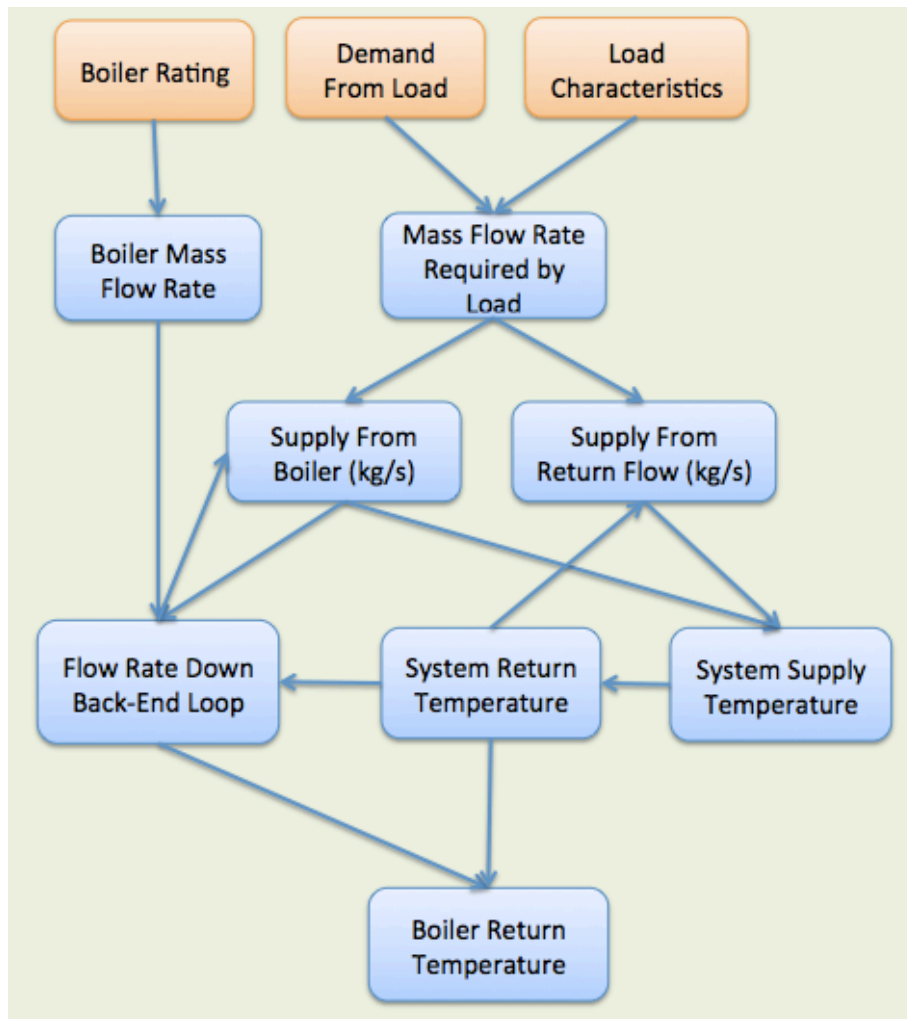 Boiler Rating
Demand
From Load
Load
Characteristics
Boiler Mass
Flow Rate
Mass Flow Rate
Required by
Load
Supply From
Boiler (kg/s)
Supply From
Return Flow (kg/s)
Flow Rate Down
Back-End Loop
System Return
Temperature
System Supply
Temperature
Boiler Return
Temperature